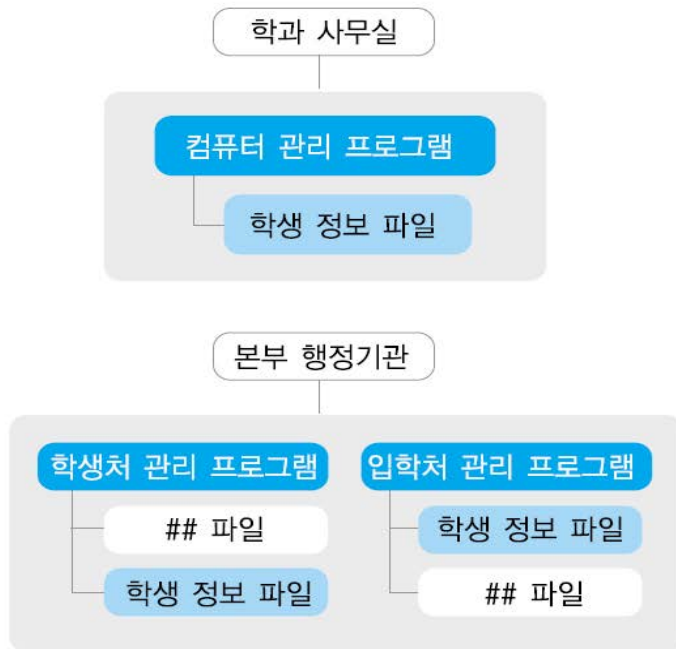 학과 사무실
컴퓨터 관리 프로그램
학생 정보 파일
본부 행정기관
학생처 관리 프로그램
## 파일
학생 정보 파일
입학처 관리 프로그램
학생 정보 파일
## 파일